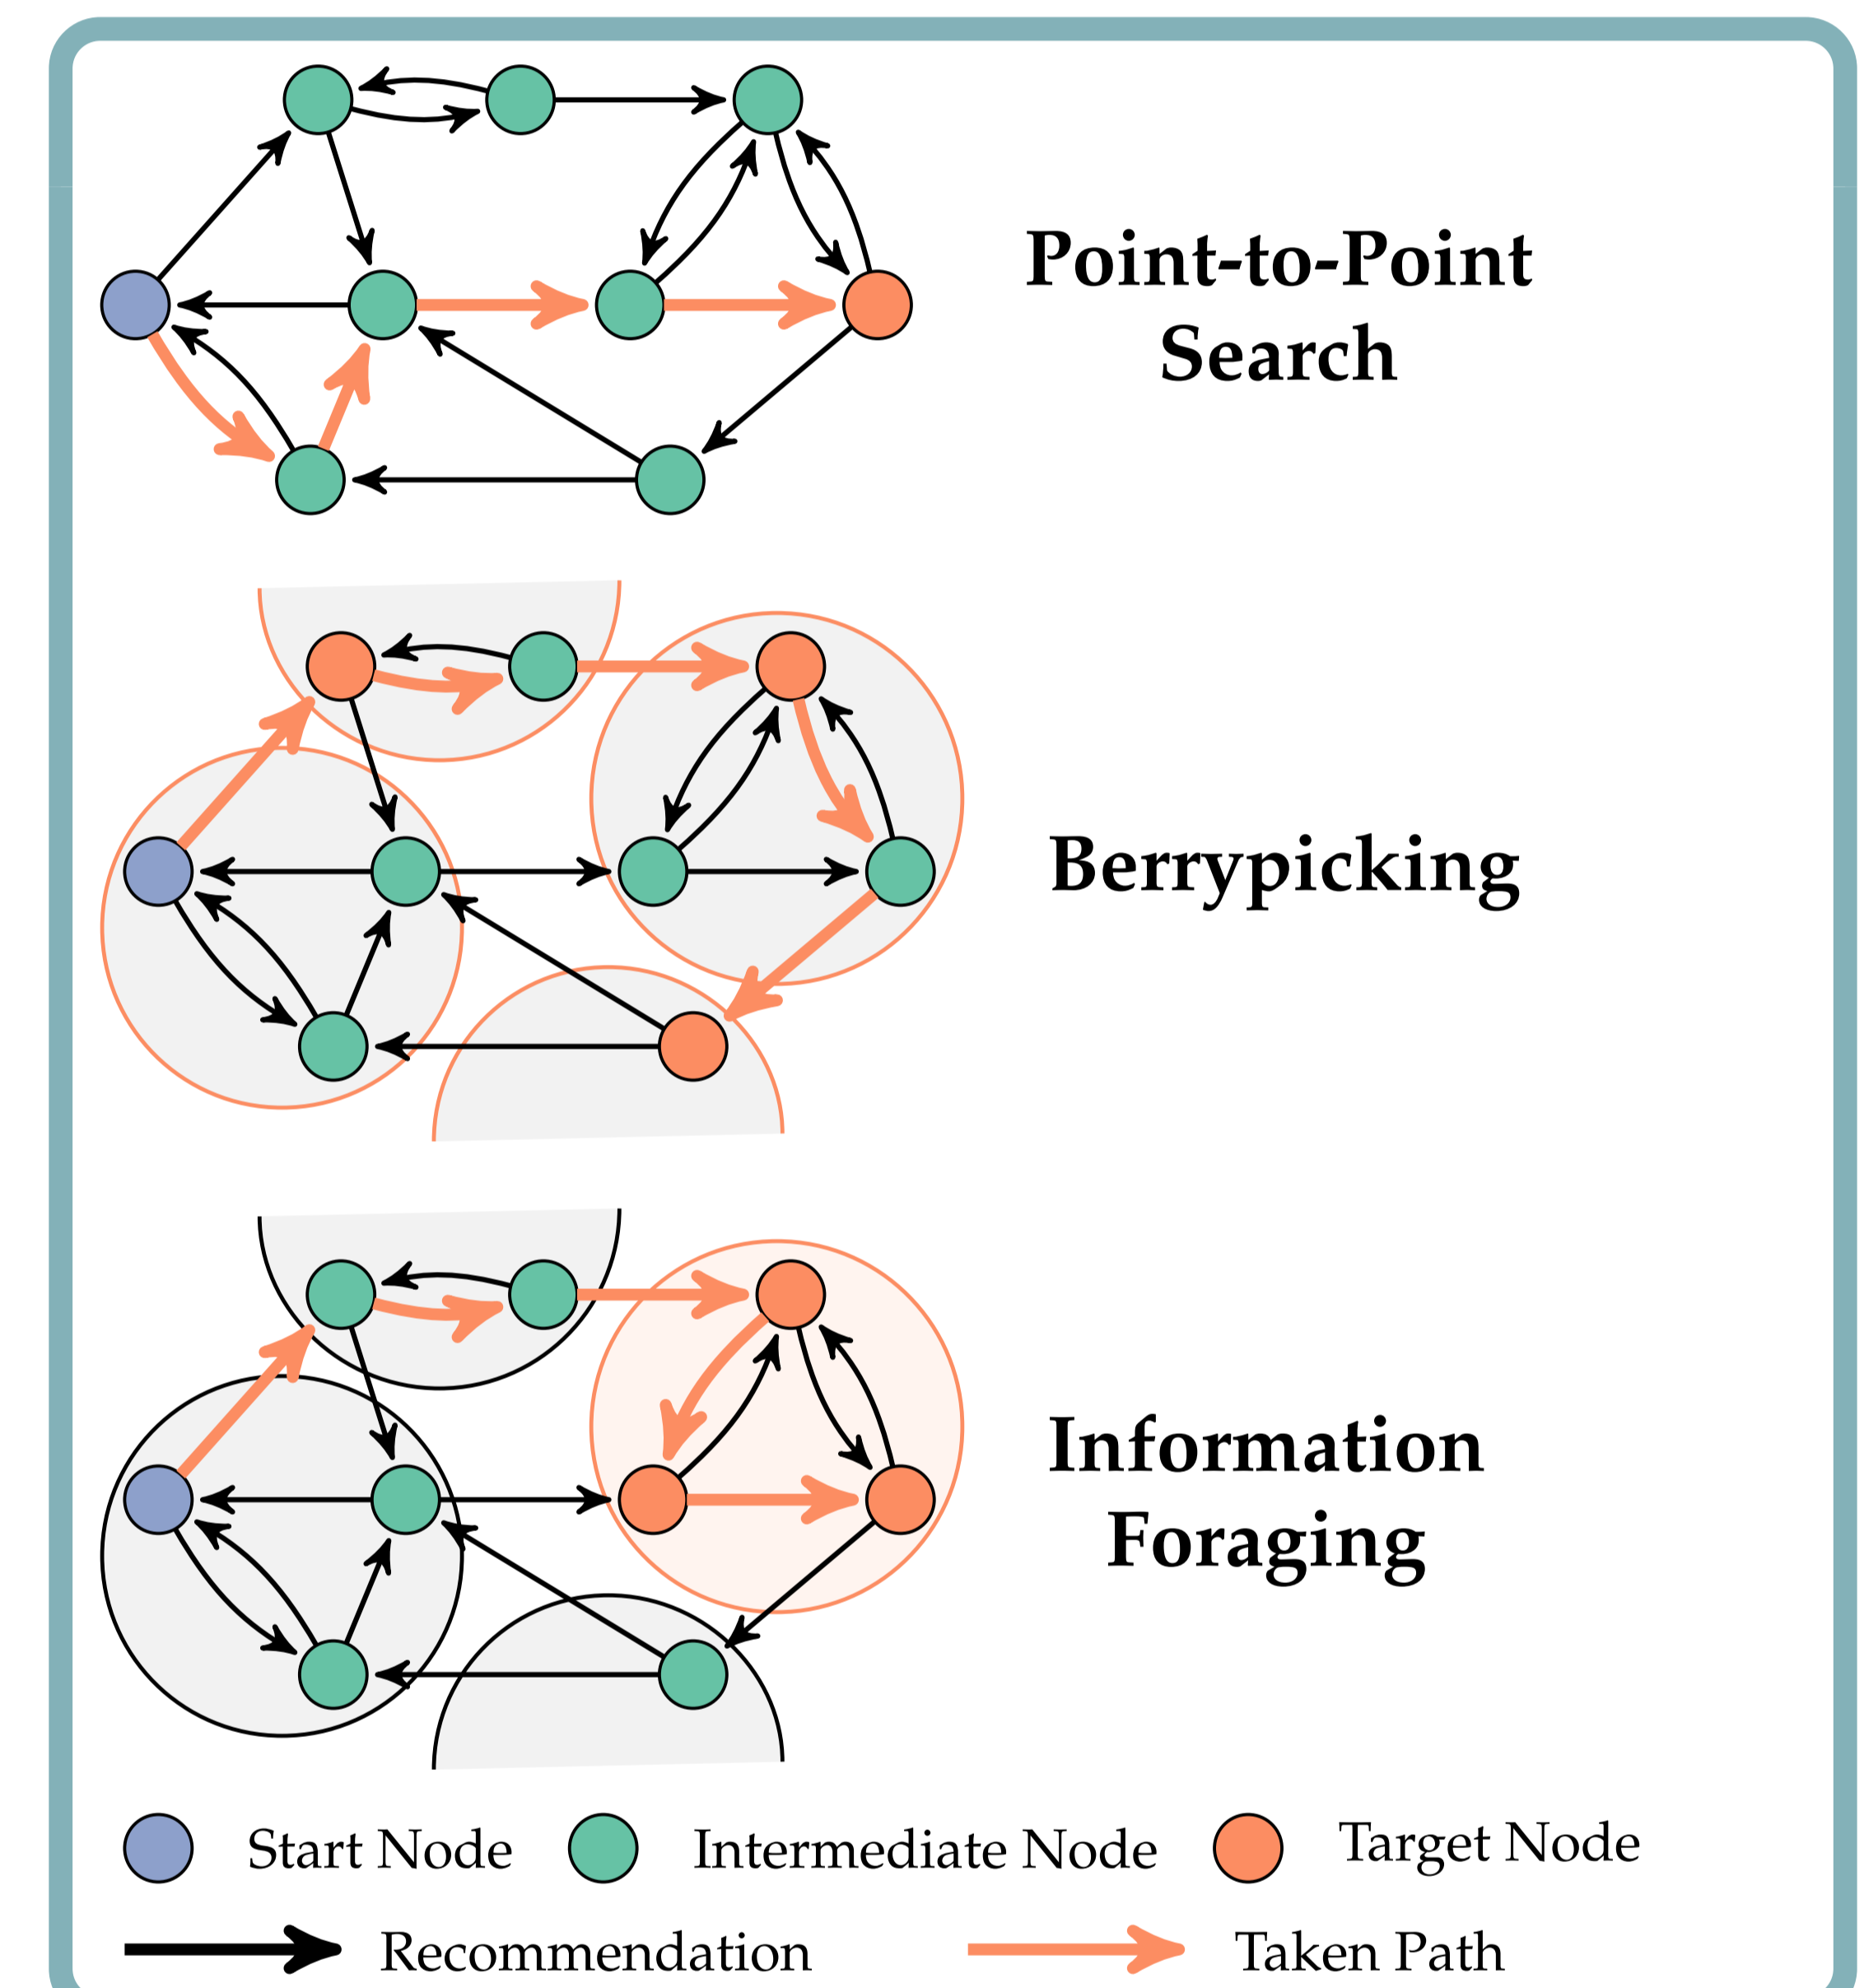 Point-to-Point
Search
Berrypicking
Information
Foraging
Start Node
Intermediate Node
Target Node
Recommendation
Taken Path